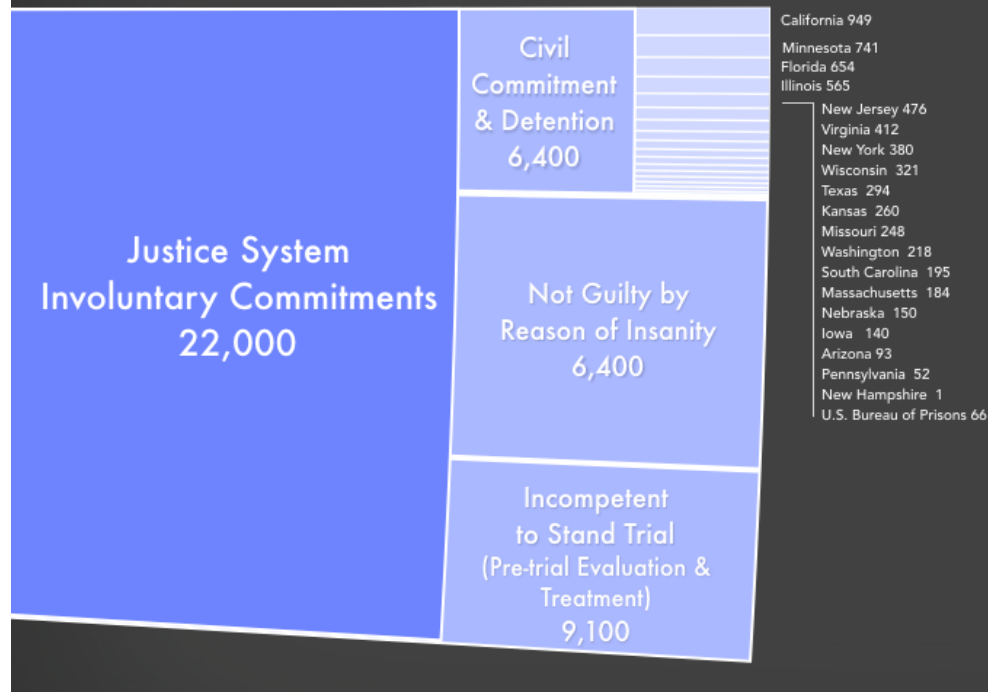 Justice System
Involuntary Commitments
22,000
Civil
Commitment
& Detention
6,400
Not Guilty by
Reason of Insanity
6,400
Incompetent
to Stand Trial
(Pre-trial Evaluation &
Treatment)
9,100
California 949
Minnesota 741
Florida 654
Illinois 565
New Jersey 476
Virginia 412
New York 380
Wisconsin 321
Texas 294
Kansas 260
Missouri 248
Washington 218
South Carolina 195
Massachusetts 184
Nebraska 150
Iowa 140
Arizona 93
Pennsylvania 52
New Hampshire 1
U.S. Bureau of Prisons 66